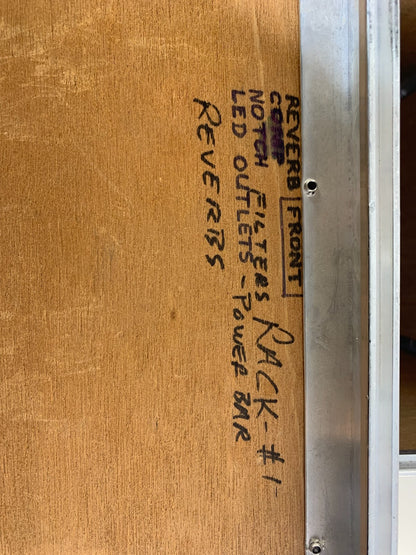 REVERB FRONT
COMP
NOTCH FILTERS RACK-#1
LED OUTLETS-POWER BAR
REVERBS